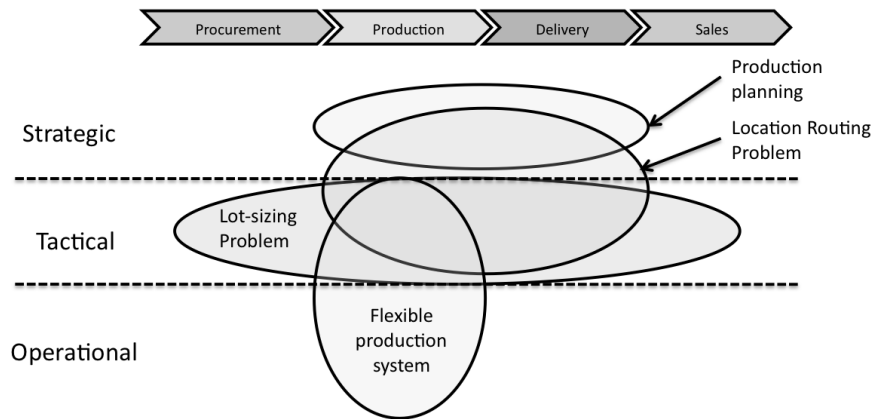 Procurement
Production
Delivery
Sales
Production
planning
Strategic
Location Routing
Problem
Lot-sizing
Problem
Tactical
Flexible
production
system
Operational